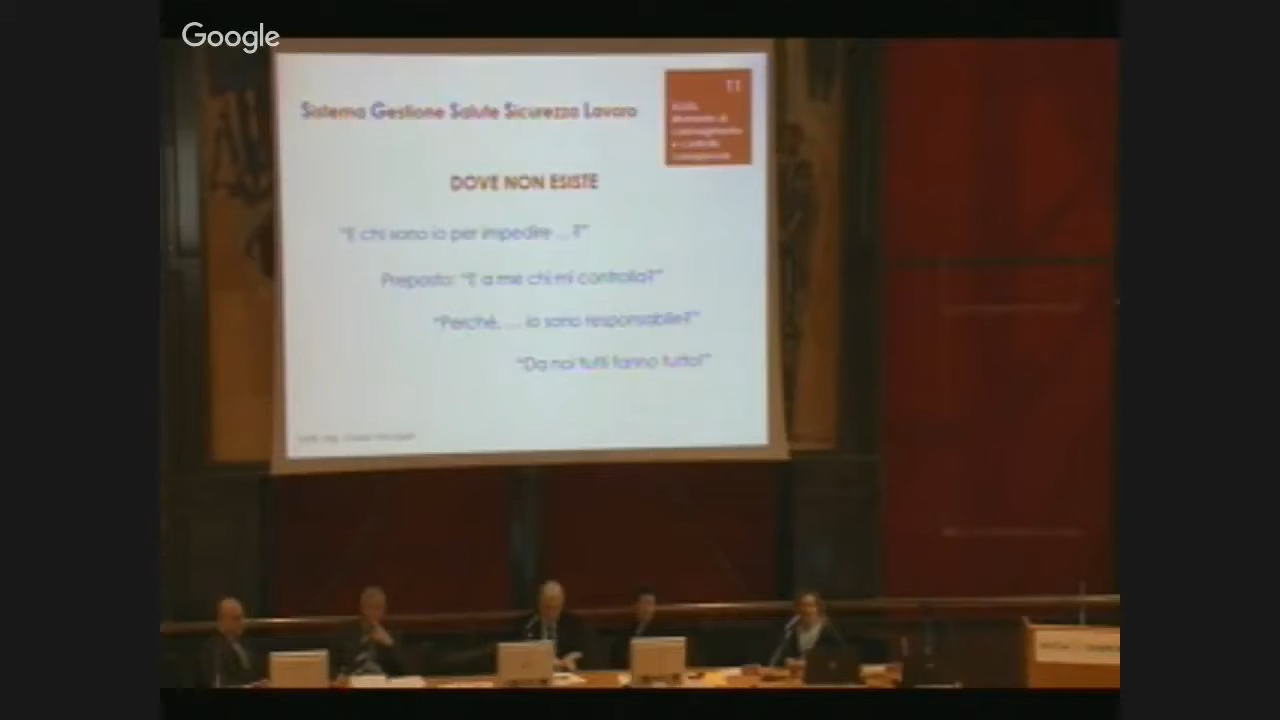 Google
Sistema Gestione Salute Sicurezza Lavoro
11
DOVE NON ESISTE
"E chi sono io per impedire ...?"
Preposto: "E a me chi mi controlla?"
"Perché, ... io sono responsabile?"
"Da noi tutti fanno tutto!"